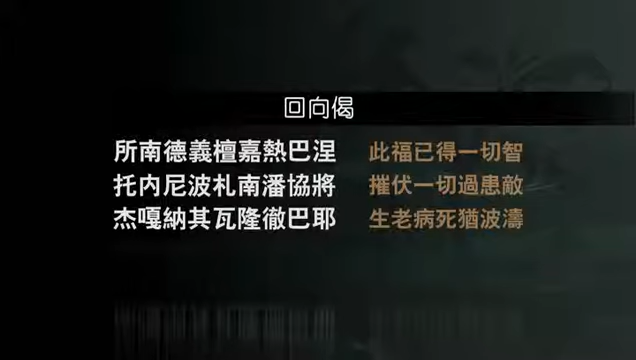 回向偈
所南德義檀嘉熱巴涅 此福已得一切智
托内尼波札南潘協將 摧伏一切過患敵
杰嘎納其瓦隆徹巴耶 生老病死猶波濤